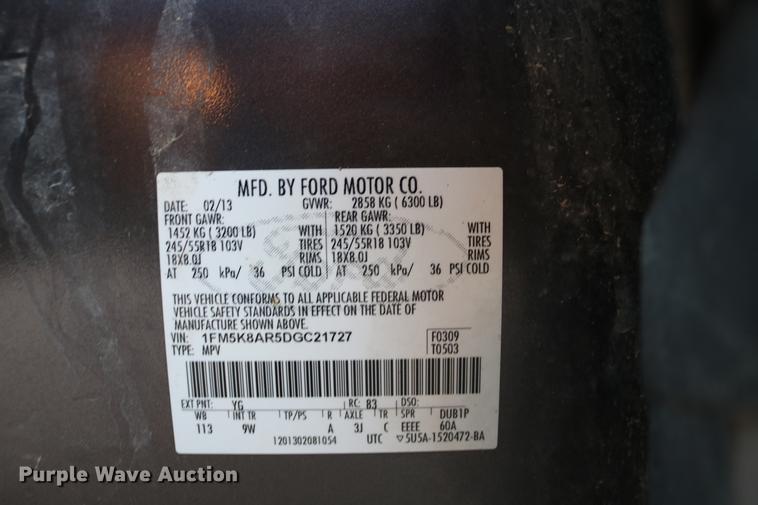 MFD. BY FORD MOTOR CO.
DATE: 02/13 GVWR: 2858 KG ( 6300 LB)
FRONT GAWR: REAR GAWR:
1452 KG ( 3200 LB) WITH 1520 KG ( 3350 LB) WITH
245/55R18 103V TIRES 245/55R18 103V TIRES
18X8.0J RIMS 18X8.0J RIMS
AT 250 kPa/ 36 PSI COLD AT 250 kPa/ 36 PSI COLD
THIS VEHICLE CONFORMS TO ALL APPLICABLE FEDERAL MOTOR
VEHICLE SAFETY STANDARDS IN EFFECT ON THE DATE OF
MANUFACTURE SHOWN ABOVE.
VIN: 1FM5K8AR5DGC21727 F0309
TYPE: MPV T0503
EXT PNT: YG RC: 83 DSO:
WB INT TR TP/PS R AXLE TR SPR DUB1P
113 9W A 3J C EEEE 60A
1201302081054 UTC ▽5U5A-1520472-BA
Purple Wave Auction